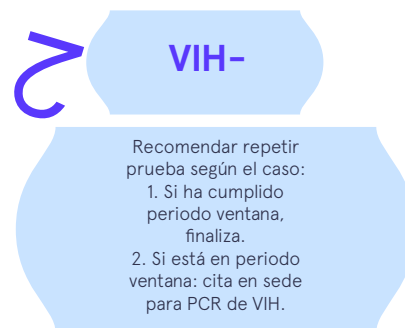 VIH-
Recomendar repetir
prueba según el caso:
1. Si ha cumplido
periodo ventana,
finaliza.
2. Si está en periodo
ventana: cita en sede
para PCR de VIH.